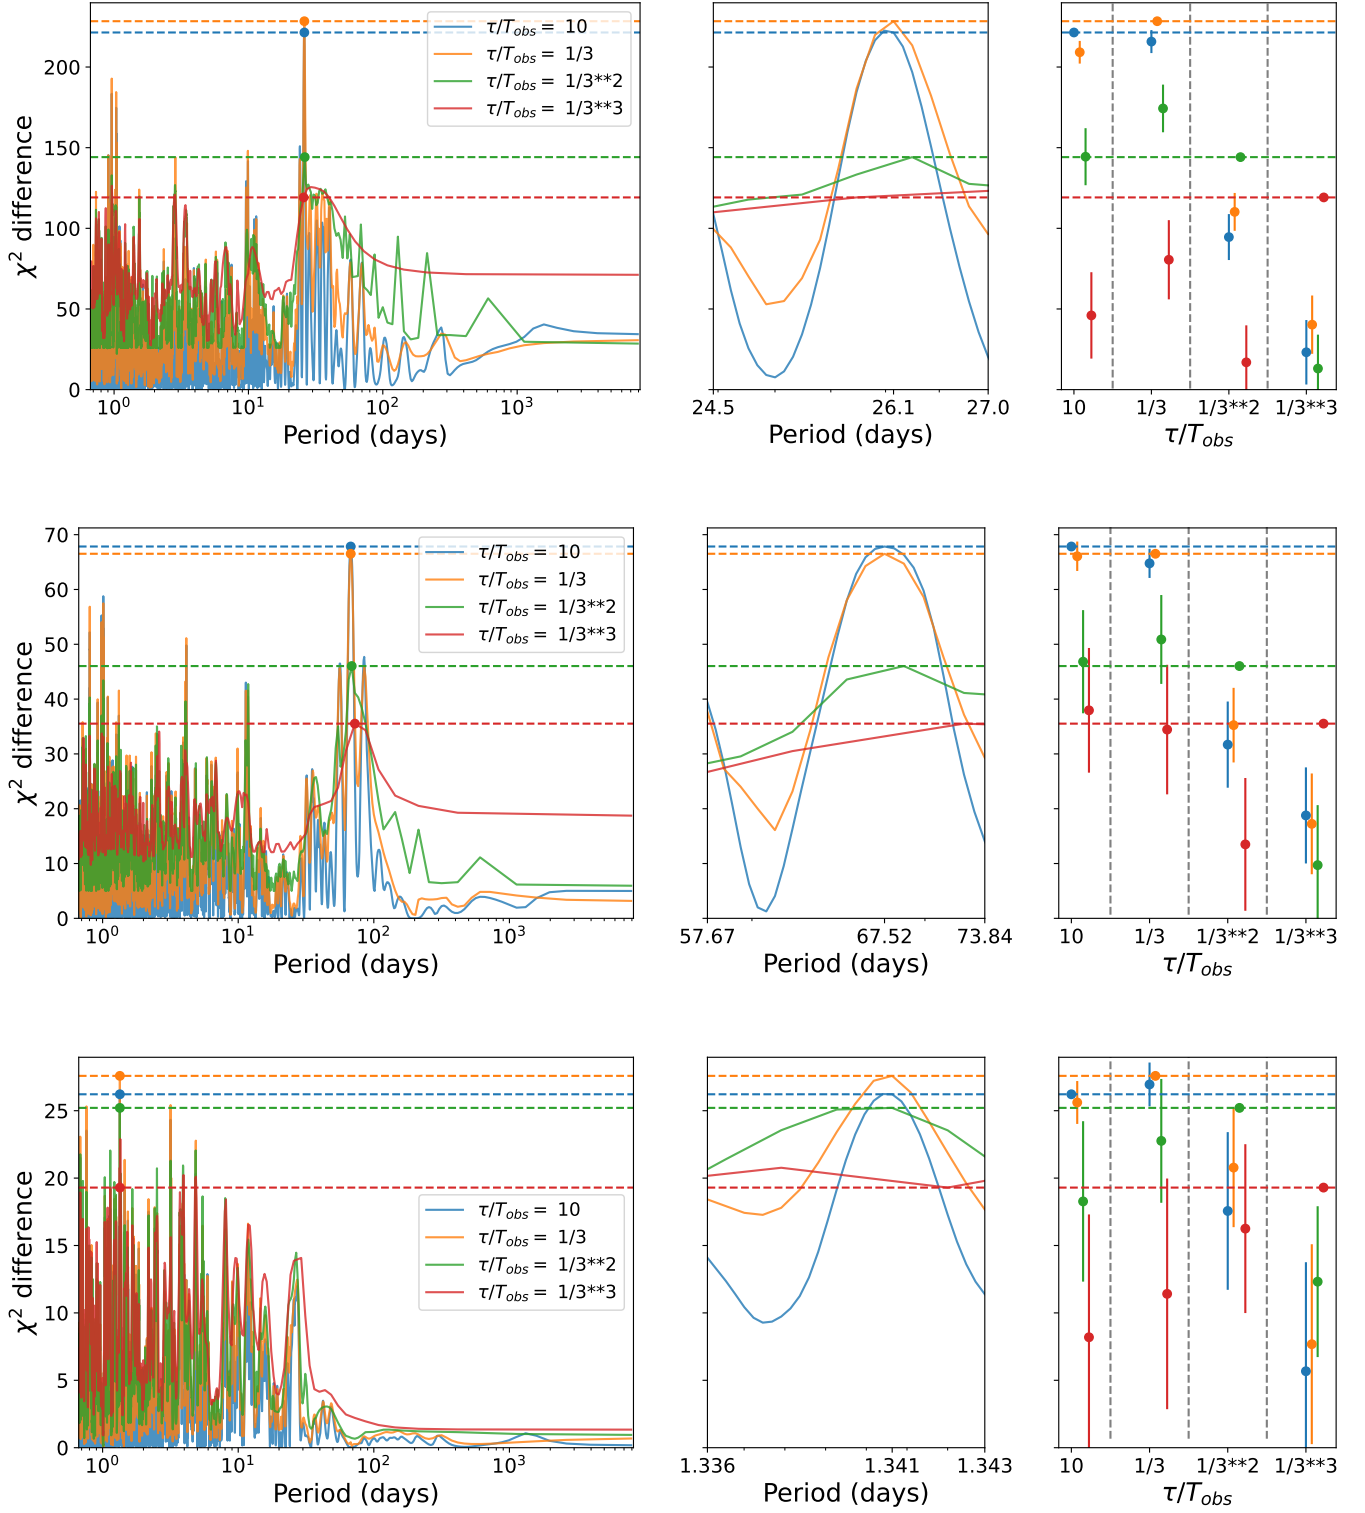 χ² difference
200
150
100
50
0
10⁰ 10¹ 10² 10³
Period (days)
τ/T_obs = 10
τ/T_obs = 1/3
τ/T_obs = 1/3**2
τ/T_obs = 1/3**3
24.5 26.1 27.0
Period (days)
10 1/3 1/3**2 1/3**3
τ/T_obs
χ² difference
70
60
50
40
30
20
10
0
10⁰ 10¹ 10² 10³
Period (days)
τ/T_obs = 10
τ/T_obs = 1/3
τ/T_obs = 1/3**2
τ/T_obs = 1/3**3
57.67 67.52 73.84
Period (days)
10 1/3 1/3**2 1/3**3
τ/T_obs
χ² difference
25
20
15
10
5
0
10⁰ 10¹ 10² 10³
Period (days)
τ/T_obs = 10
τ/T_obs = 1/3
τ/T_obs = 1/3**2
τ/T_obs = 1/3**3
1.336 1.341 1.343
Period (days)
10 1/3 1/3**2 1/3**3
τ/T_obs